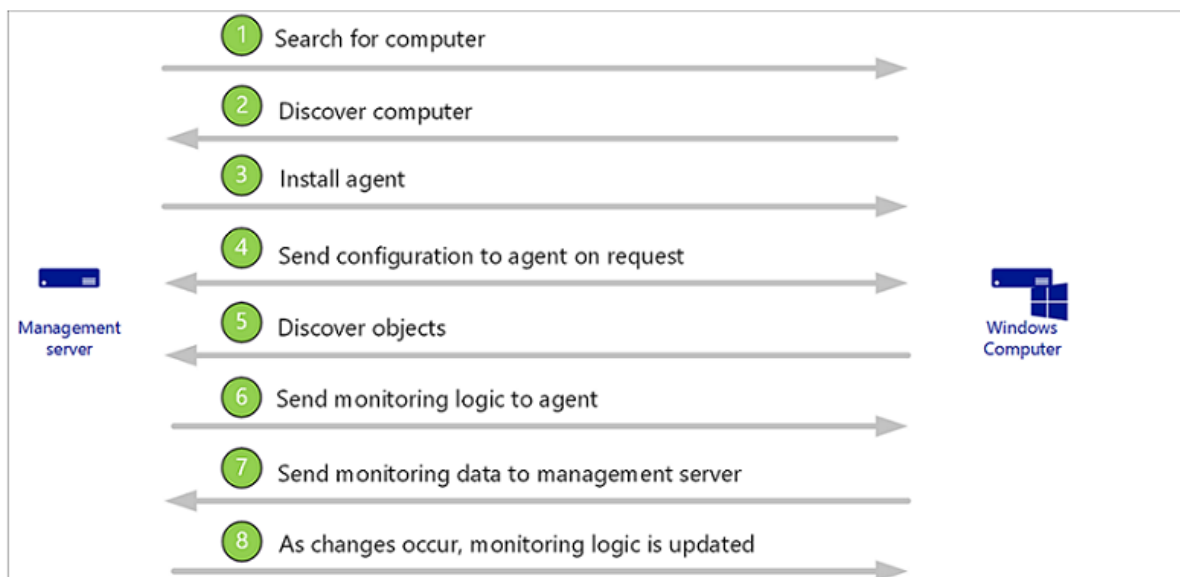 1 Search for computer
2 Discover computer
3 Install agent
4 Send configuration to agent on request
5 Discover objects
6 Send monitoring logic to agent
7 Send monitoring data to management server
8 As changes occur, monitoring logic is updated
Management
server
Windows
Computer